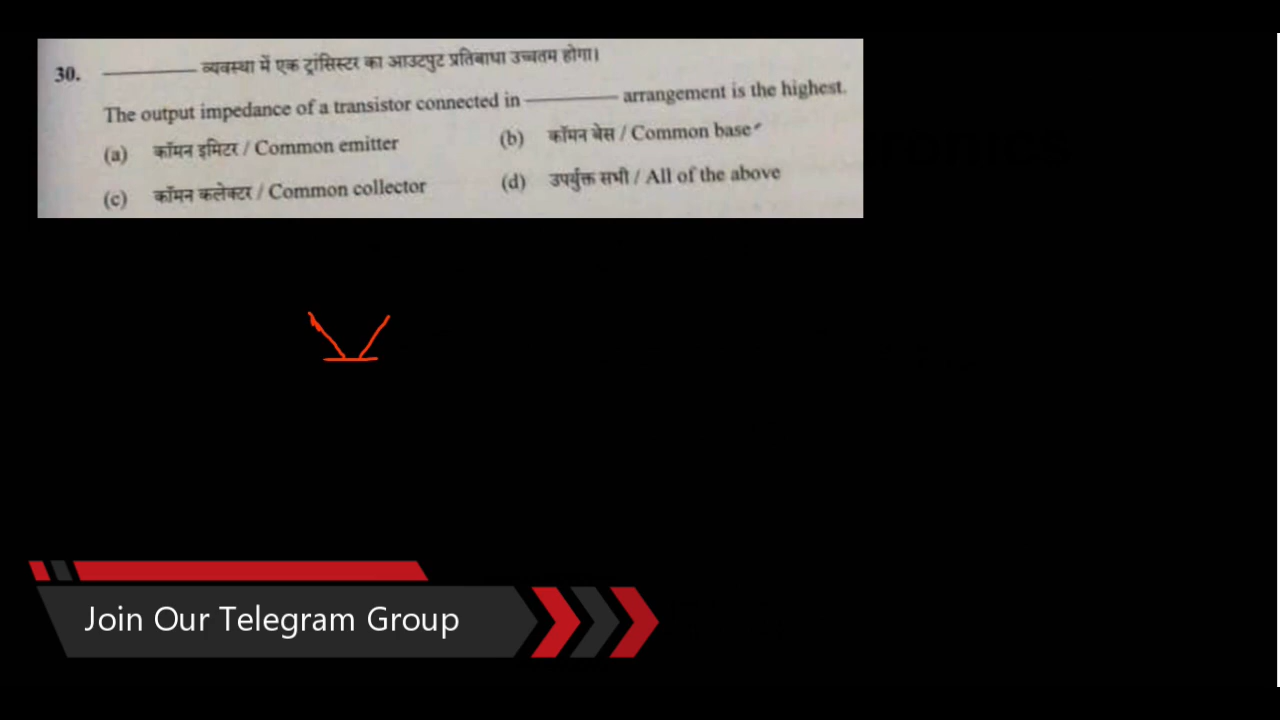 30. ________ व्यवस्था में एक ट्रांसिस्टर का आउटपुट प्रतिबाधा उच्चतम होगा।
The output impedance of a transistor connected in ________ arrangement is the highest.
(a) कॉमन इमिटर / Common emitter (b) कॉमन बेस / Common base
(c) कॉमन कलेक्टर / Common collector (d) उपर्युक्त सभी / All of the above
Join Our Telegram Group